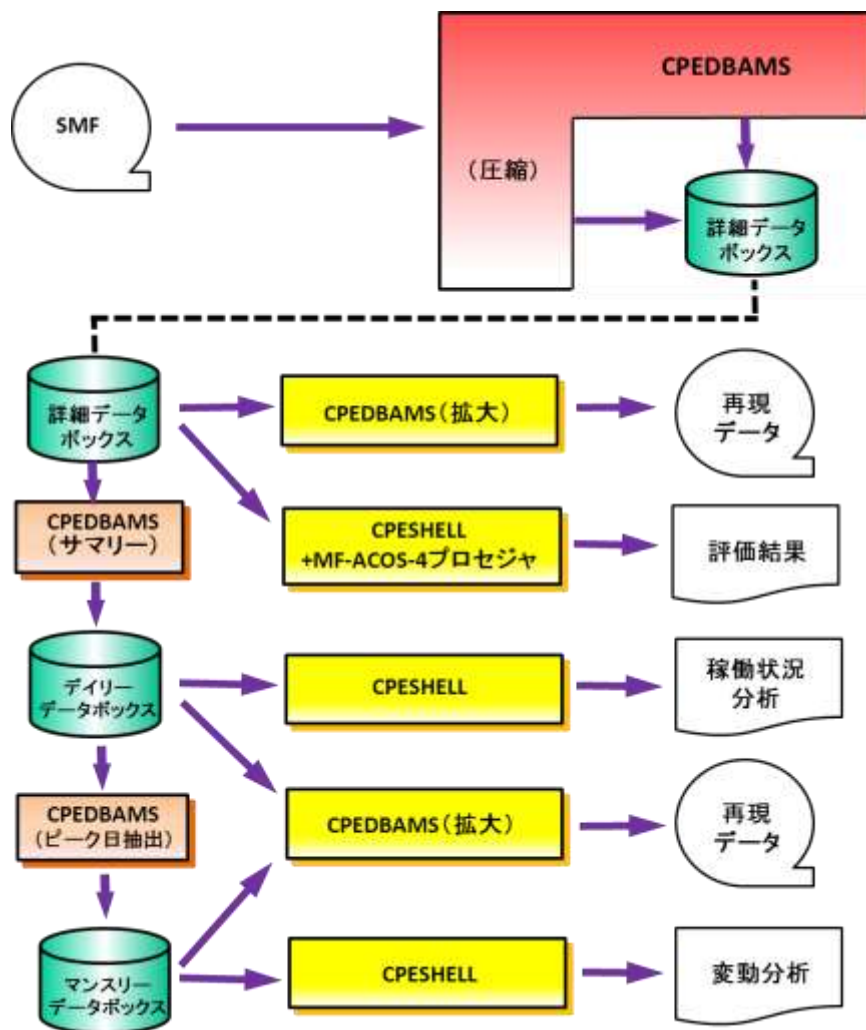 CPEDBAMS
SMF
(圧縮)
詳細データ
ボックス
詳細データ
ボックス
CPEDBAMS(拡大)
再現
データ
CPEDBAMS
(サマリー)
CPESHELL
+MF-ACOS-4プロセジャ
評価結果
デイリー
データボックス
CPESHELL
稼働状況
分析
CPEDBAMS
(ピーク日抽出)
CPEDBAMS(拡大)
再現
データ
マンスリー
データボックス
CPESHELL
変動分析